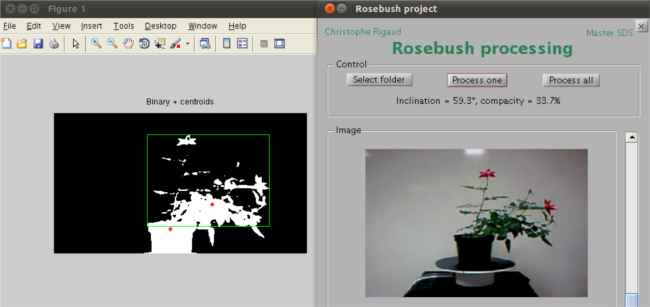 Figure 1
File Edit View Insert Tools Desktop Window Help
Binary + centroids
Rosebush project
Christophe Rigaud
Master SDS
Rosebush processing
Control
Select folder Process one Process all
Inclination = 59.3°, compacity = 33.7%
Image